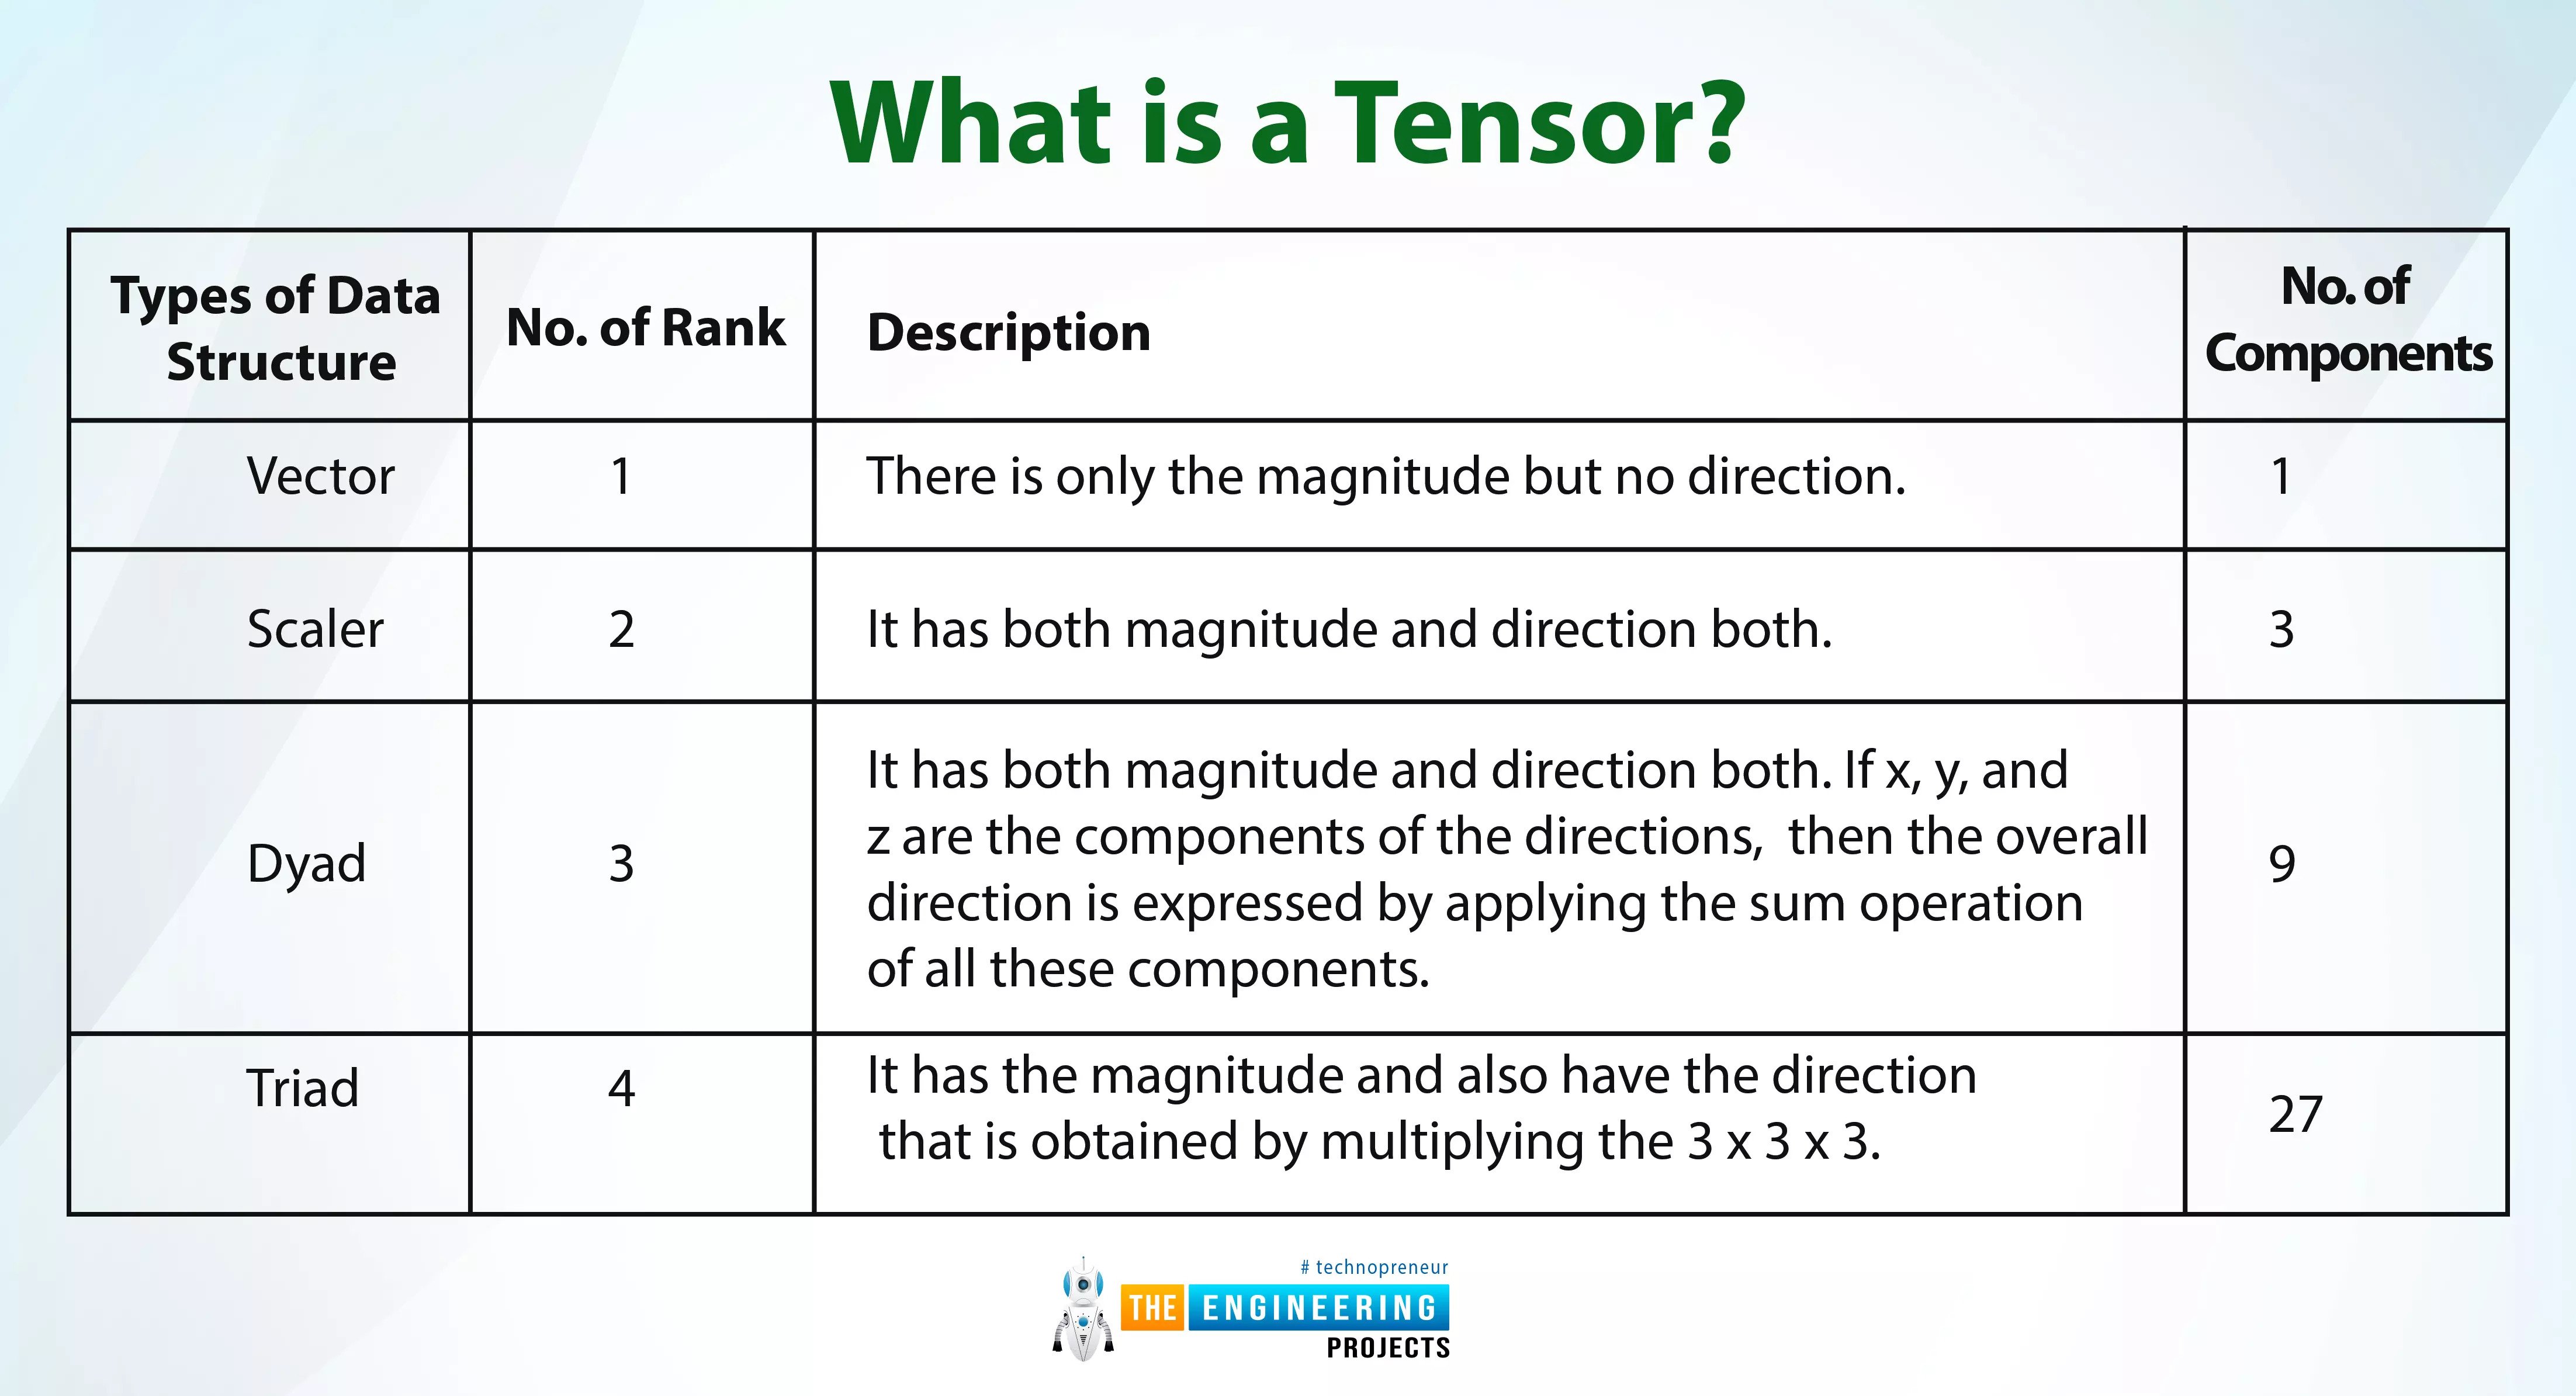 What is a Tensor?
Types of Data
Structure
No. of Rank
Description
No. of
Components
Vector
1
There is only the magnitude but no direction.
1
Scaler
2
It has both magnitude and direction both.
3
Dyad
3
It has both magnitude and direction both. If x, y, and
z are the components of the directions, then the overall
direction is expressed by applying the sum operation
of all these components.
9
Triad
4
It has the magnitude and also have the direction
that is obtained by multiplying the 3 x 3 x 3.
27
# technopreneur
THE ENGINEERING
PROJECTS